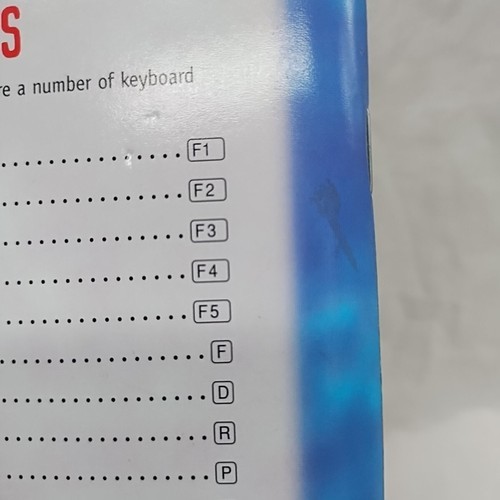 S
re a number of keyboard
..................F1
..................F2
..................F3
..................F4
..................F5
..................F
..................D
..................R
..................P